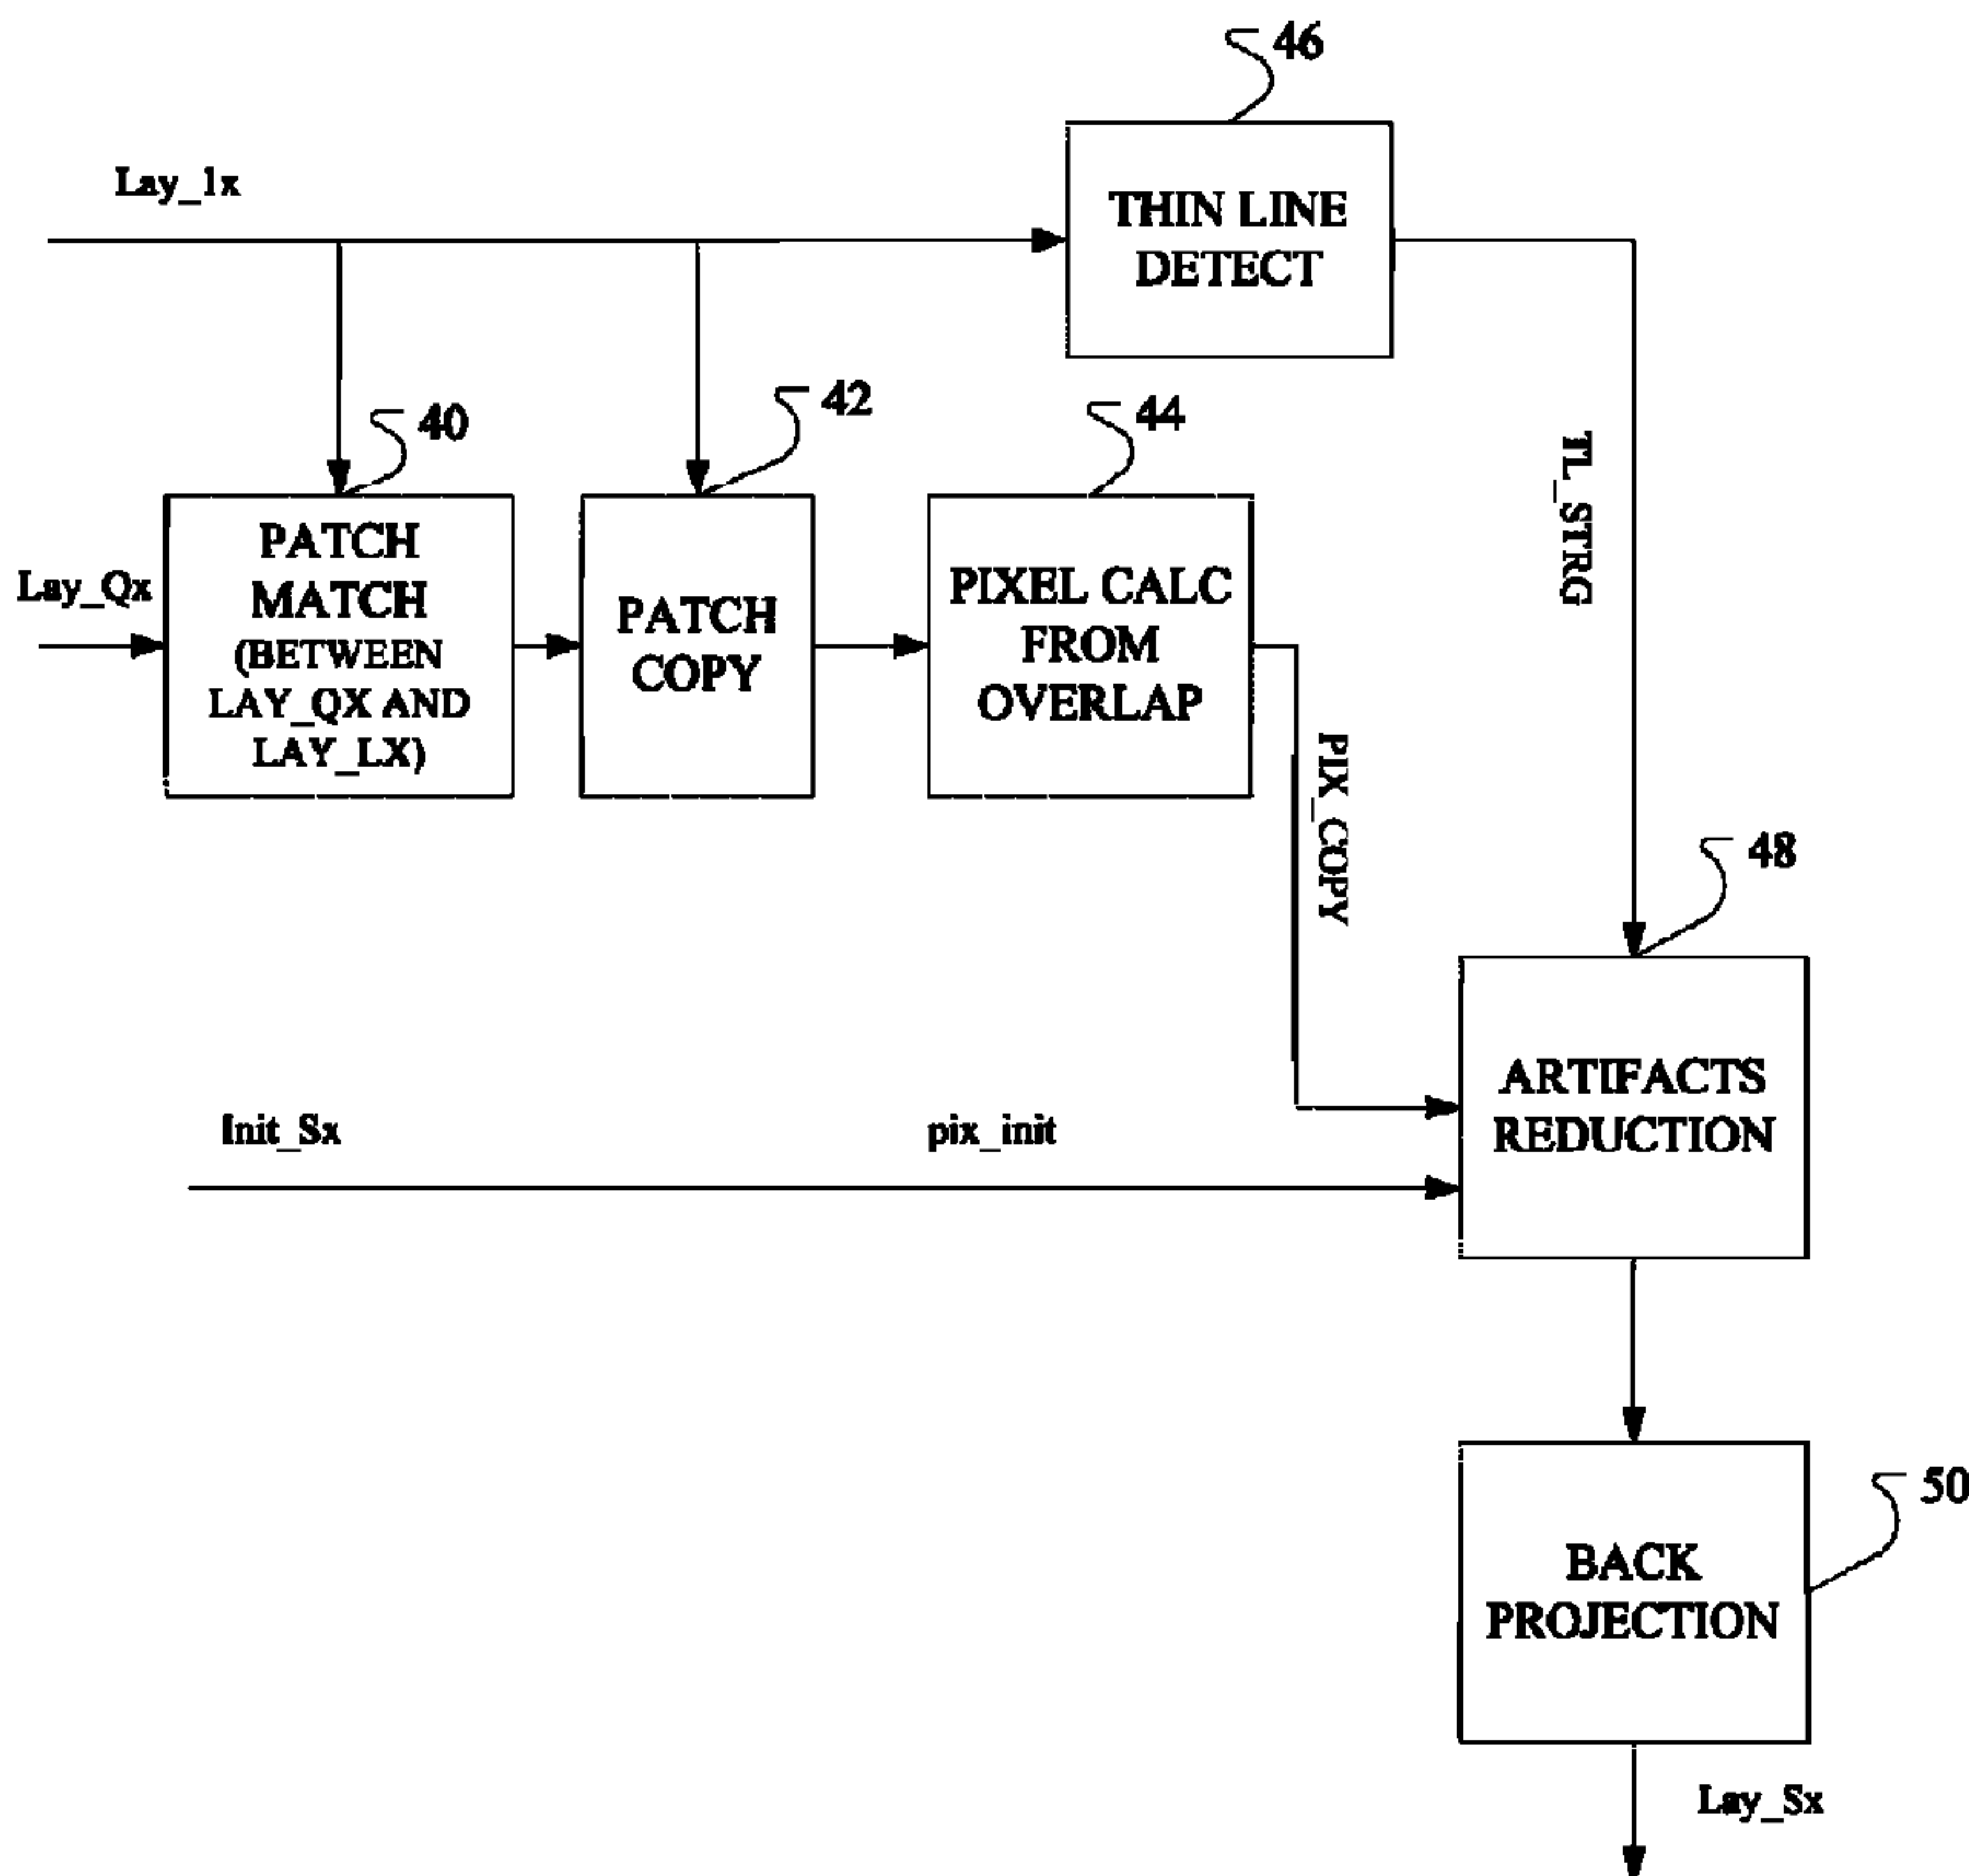 46
Lay_1x
THIN LINE
DETECT
40
42
44
TL_STRG
Lay_Qx
PATCH
MATCH
(BETWEEN
LAY_QX AND
LAY_LX)
PATCH
COPY
PIXEL CALC
FROM
OVERLAP
PIX_COPY
48
ARTIFACTS
REDUCTION
Init_Sx
pix_init
50
BACK
PROJECTION
Lay_Sx